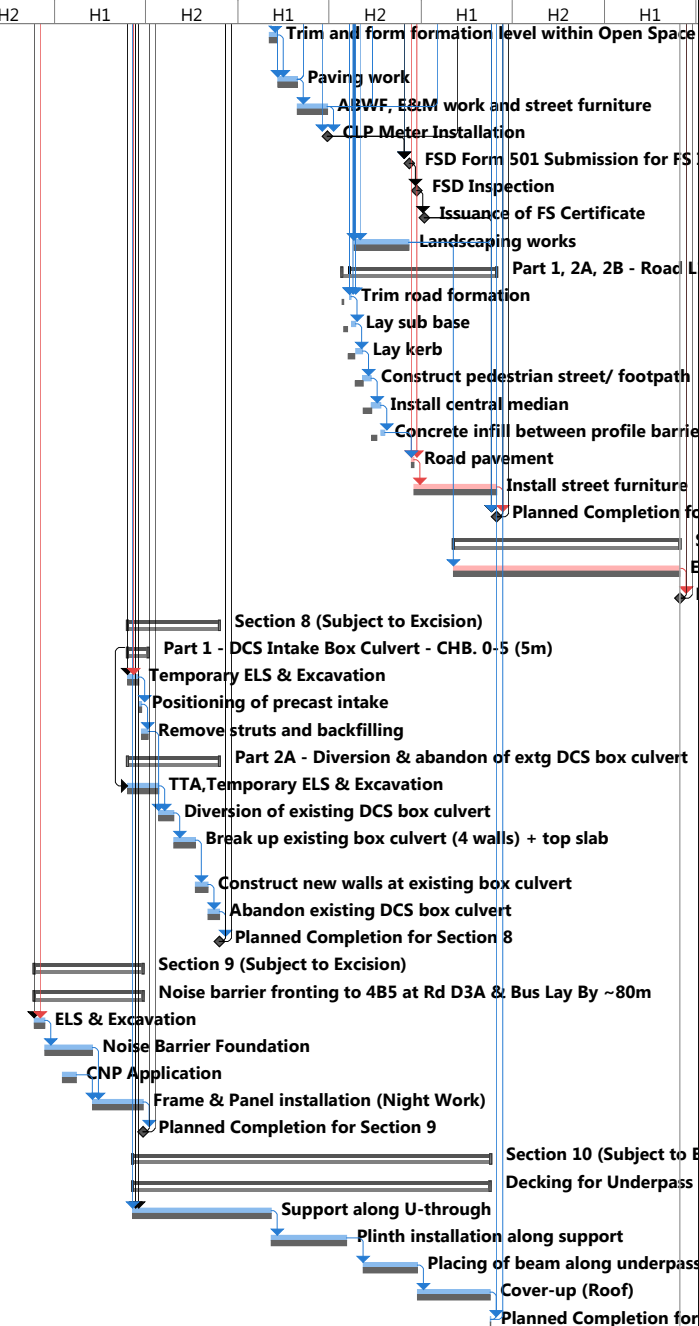 H2 H1 H2 H1 H2 H1 H2 H1
Trim and form formation level within Open Space
Paving work
ABWF, E&M work and street furniture
CLP Meter Installation
FSD Form 501 Submission for FS
FSD Inspection
Issuance of FS Certificate
Landscaping works
Part 1, 2A, 2B - Road L
Trim road formation
Lay sub base
Lay kerb
Construct pedestrian street/ footpath
Install central median
Concrete infill between profile barrie
Road pavement
Install street furniture
Planned Completion fo
Section 8 (Subject to Excision)
Part 1 - DCS Intake Box Culvert - CHB. 0-5 (5m)
Temporary ELS & Excavation
Positioning of precast intake
Remove struts and backfilling
Part 2A - Diversion & abandon of extg DCS box culvert
TTA,Temporary ELS & Excavation
Diversion of existing DCS box culvert
Break up existing box culvert (4 walls) + top slab
Construct new walls at existing box culvert
Abandon existing DCS box culvert
Planned Completion for Section 8
Section 9 (Subject to Excision)
Noise barrier fronting to 4B5 at Rd D3A & Bus Lay By ~80m
ELS & Excavation
Noise Barrier Foundation
CNP Application
Frame & Panel installation (Night Work)
Planned Completion for Section 9
Section 10 (Subject to E
Decking for Underpass
Support along U-through
Plinth installation along support
Placing of beam along underpass
Cover-up (Roof)
Planned Completion for